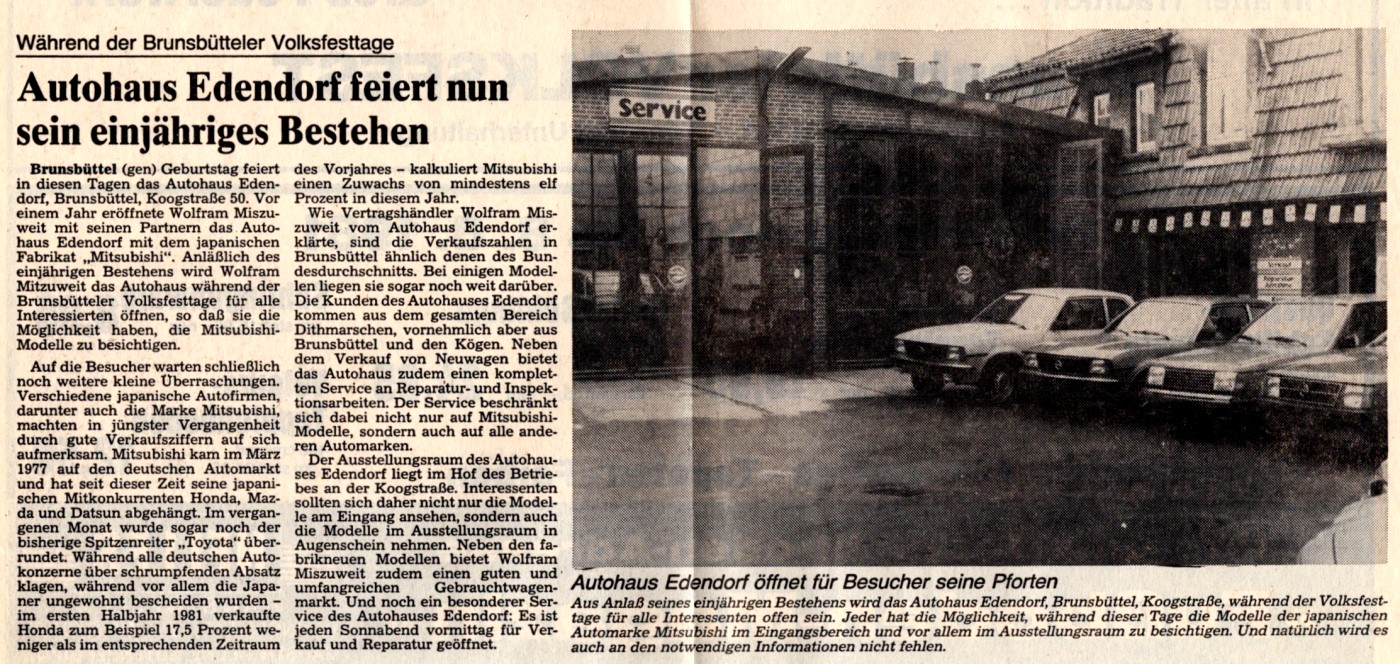 Während der Brunsbütteler Volksfesttage
Autohaus Edendorf feiert nun
sein einjähriges Bestehen
Brunsbüttel (gen) Geburtstag feiert
in diesen Tagen das Autohaus Eden-
dorf, Brunsbüttel, Koogstraße 50. Vor
einem Jahr eröffnete Wolfram Miszu-
weit mit seinen Partnern das Auto-
haus Edendorf mit dem japanischen
Fabrikat „Mitsubishi“. Anläßlich des
einjährigen Bestehens wird Wolfram
Mitzuweit das Autohaus während der
Brunsbütteler Volksfesttage für alle
Interessierten öffnen, so daß sie die
Möglichkeit haben, die Mitsubishi-
Modelle zu besichtigen.
Auf die Besucher warten schließlich
noch weitere kleine Überraschungen.
Verschiedene japanische Autofirmen,
darunter auch die Marke Mitsubishi,
machten in jüngster Vergangenheit
durch gute Verkaufsziffern auf sich
aufmerksam. Mitsubishi kam im März
1977 auf den deutschen Automarkt
und hat seit dieser Zeit seine japani-
schen Mitkonkurrenten Honda, Maz-
da und Datsun abgehängt. Im vergan-
genen Monat wurde sogar noch der
bisherige Spitzenreiter „Toyota“ über-
rundet. Während alle deutschen Auto-
konzerne über schrumpfenden Absatz
klagen, während vor allem die Japa-
ner ungewohnt bescheiden wurden –
im ersten Halbjahr 1981 verkaufte
Honda zum Beispiel 17,5 Prozent we-
niger als im entsprechenden Zeitraum
des Vorjahres – kalkuliert Mitsubishi
einen Zuwachs von mindestens elf
Prozent in diesem Jahr.
Wie Vertragshändler Wolfram Mis-
zuweit vom Autohaus Edendorf er-
klärte, sind die Verkaufszahlen in
Brunsbüttel ähnlich denen des Bun-
desdurchschnitts. Bei einigen Model-
len liegen sie sogar noch weit darüber.
Die Kunden des Autohauses Edendorf
kommen aus dem gesamten Bereich
Dithmarschen, vornehmlich aber aus
Brunsbüttel und den Kögen. Neben
dem Verkauf von Neuwagen bietet
das Autohaus zudem einen komplet-
ten Service an Reparatur- und Inspek-
tionsarbeiten. Der Service beschränkt
sich dabei nicht nur auf Mitsubishi-
Modelle, sondern auch auf alle ande-
ren Automarken.
Der Ausstellungsraum des Autohau-
ses Edendorf liegt im Hof des Betrie-
bes an der Koogstraße. Interessenten
sollten sich daher nicht nur die Model-
le am Eingang ansehen, sondern auch
die Modelle im Ausstellungsraum in
Augenschein nehmen. Neben den fa-
brikneuen Modellen bietet Wolfram
Miszuweit zudem einen guten und
umfangreichen Gebrauchtwagen-
markt. Und noch ein besonderer Ser-
vice des Autohauses Edendorf: Es ist
jeden Sonnabend vormittag für Ver-
kauf und Reparatur geöffnet.
Service
Verkauf
Reparatur
Autohaus Edendorf öffnet für Besucher seine Pforten
Aus Anlaß seines einjährigen Bestehens wird das Autohaus Edendorf, Brunsbüttel, Koogstraße, während der Volksfest-
tage für alle Interessenten offen sein. Jeder hat die Möglichkeit, während dieser Tage die Modelle der japanischen
Automarke Mitsubishi im Eingangsbereich und vor allem im Ausstellungsraum zu besichtigen. Und natürlich wird es
auch an den notwendigen Informationen nicht fehlen.